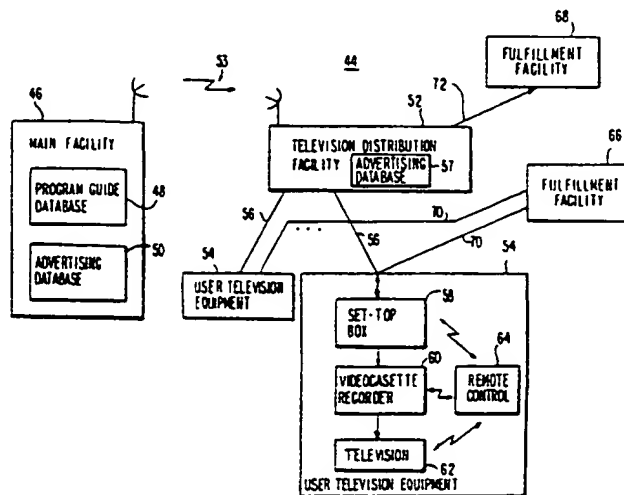 68
FULFILLMENT
FACILITY
53
44
72
46
52
66
MAIN FACILITY
TELEVISION DISTRIBUTION
FACILITY
ADVERTISING
DATABASE
57
FULFILLMENT
FACILITY
PROGRAM GUIDE
DATABASE
48
56
70
...
56
70
54
50
ADVERTISING
DATABASE
54
USER TELEVISION
EQUIPMENT
58
SET-TOP
BOX
64
60
VIDEOCASETTE
RECORDER
REMOTE
CONTROL
TELEVISION
62
USER TELEVISION EQUIPMENT